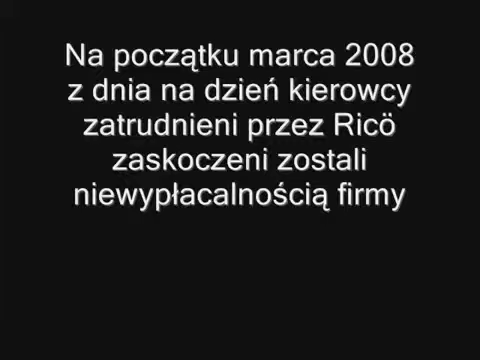 Na początku marca 2008
z dnia na dzień kierowcy
zatrudnieni przez Ricö
zaskoczeni zostali
niewypłacalnością firmy